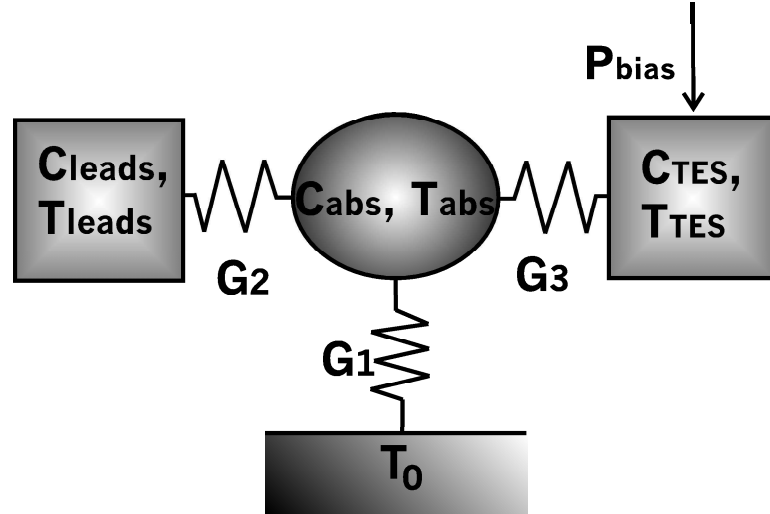 Pbias
Cleads,
Tleads
Cabs, Tabs
CTES,
TTES
G2
G3
G1
T0